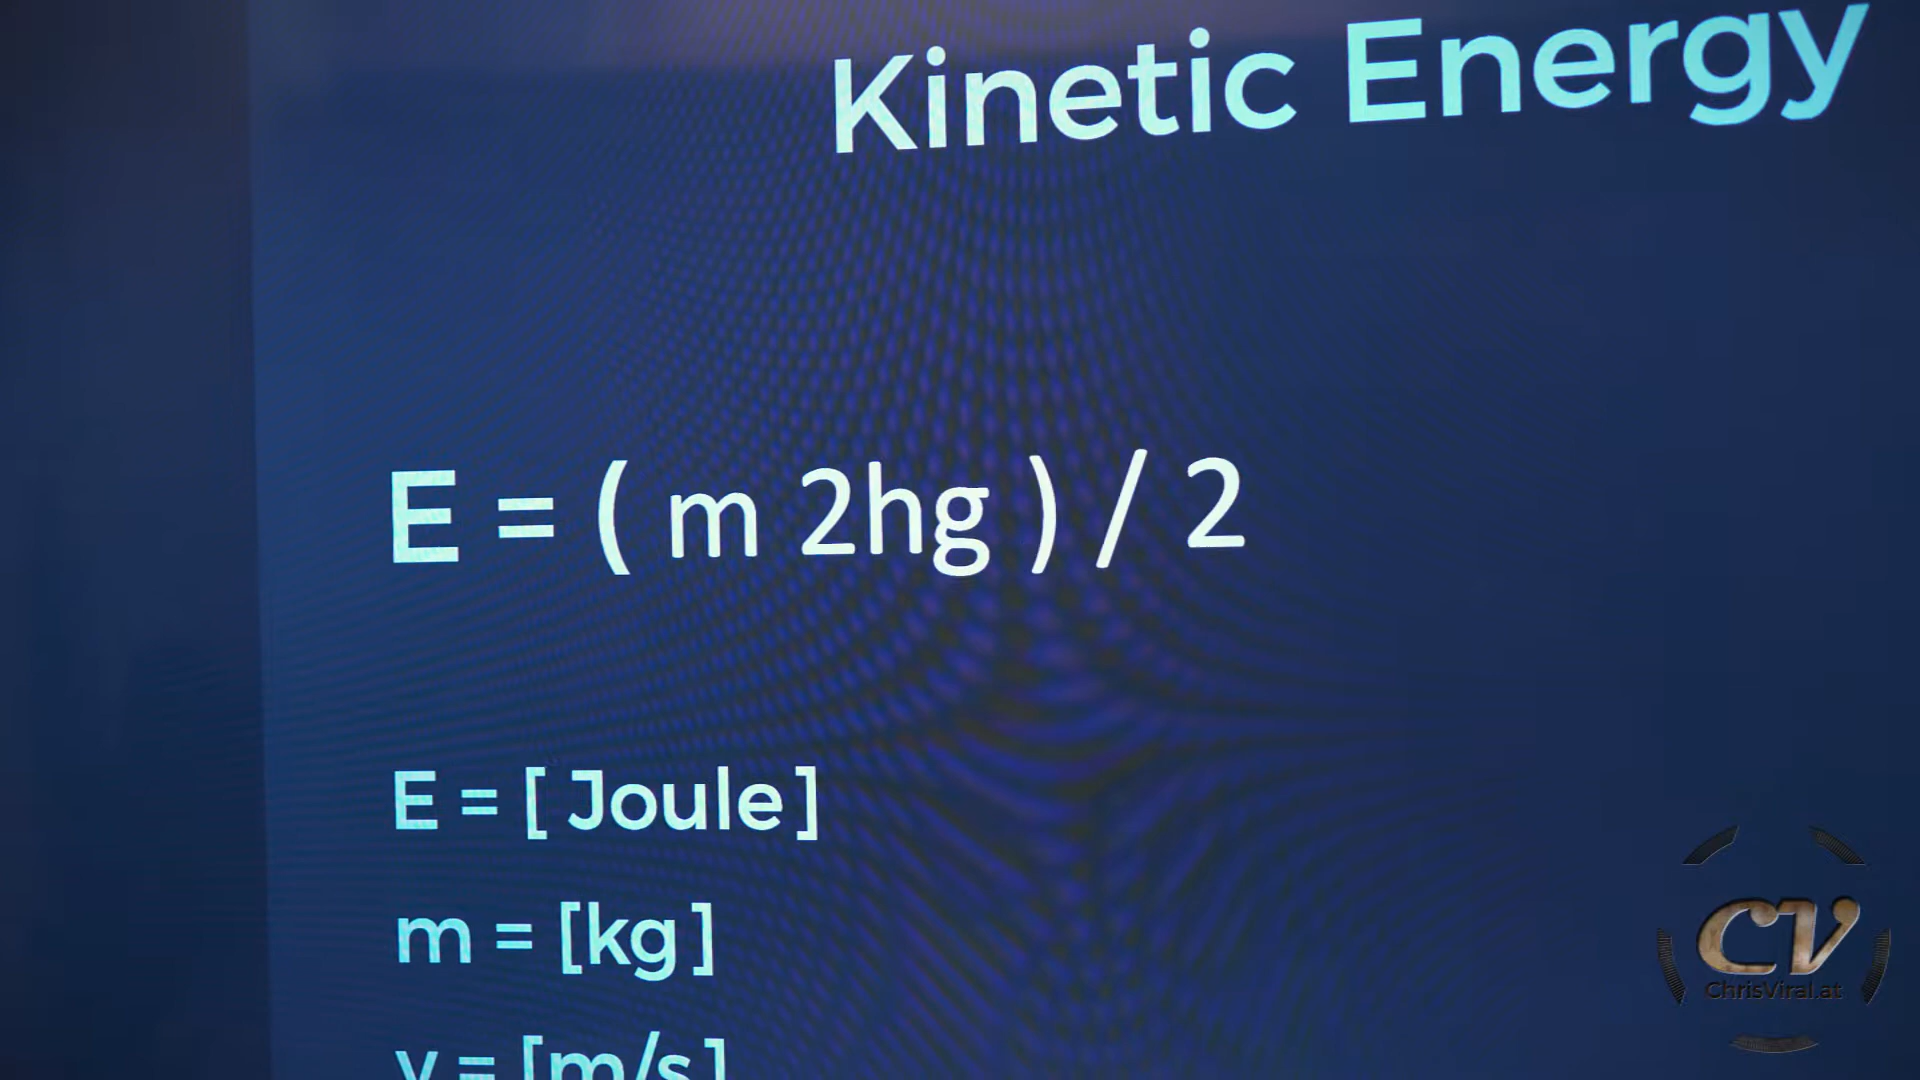 Kinetic Energy
E = ( m 2hg ) / 2
E = [ Joule ]
m = [kg]
v = [m/s]
CV
ChrisViral.at